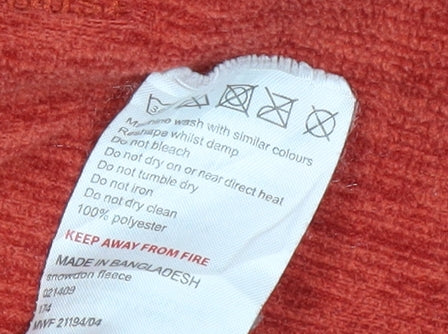 Machine wash with similar colours
Reshape whilst damp
Do not bleach
Do not dry on or near direct heat
Do not tumble dry
Do not iron
Do not dry clean
100% polyester
KEEP AWAY FROM FIRE
MADE IN BANGLADESH
snowdon fleece
021409
174
MWF 21194/04